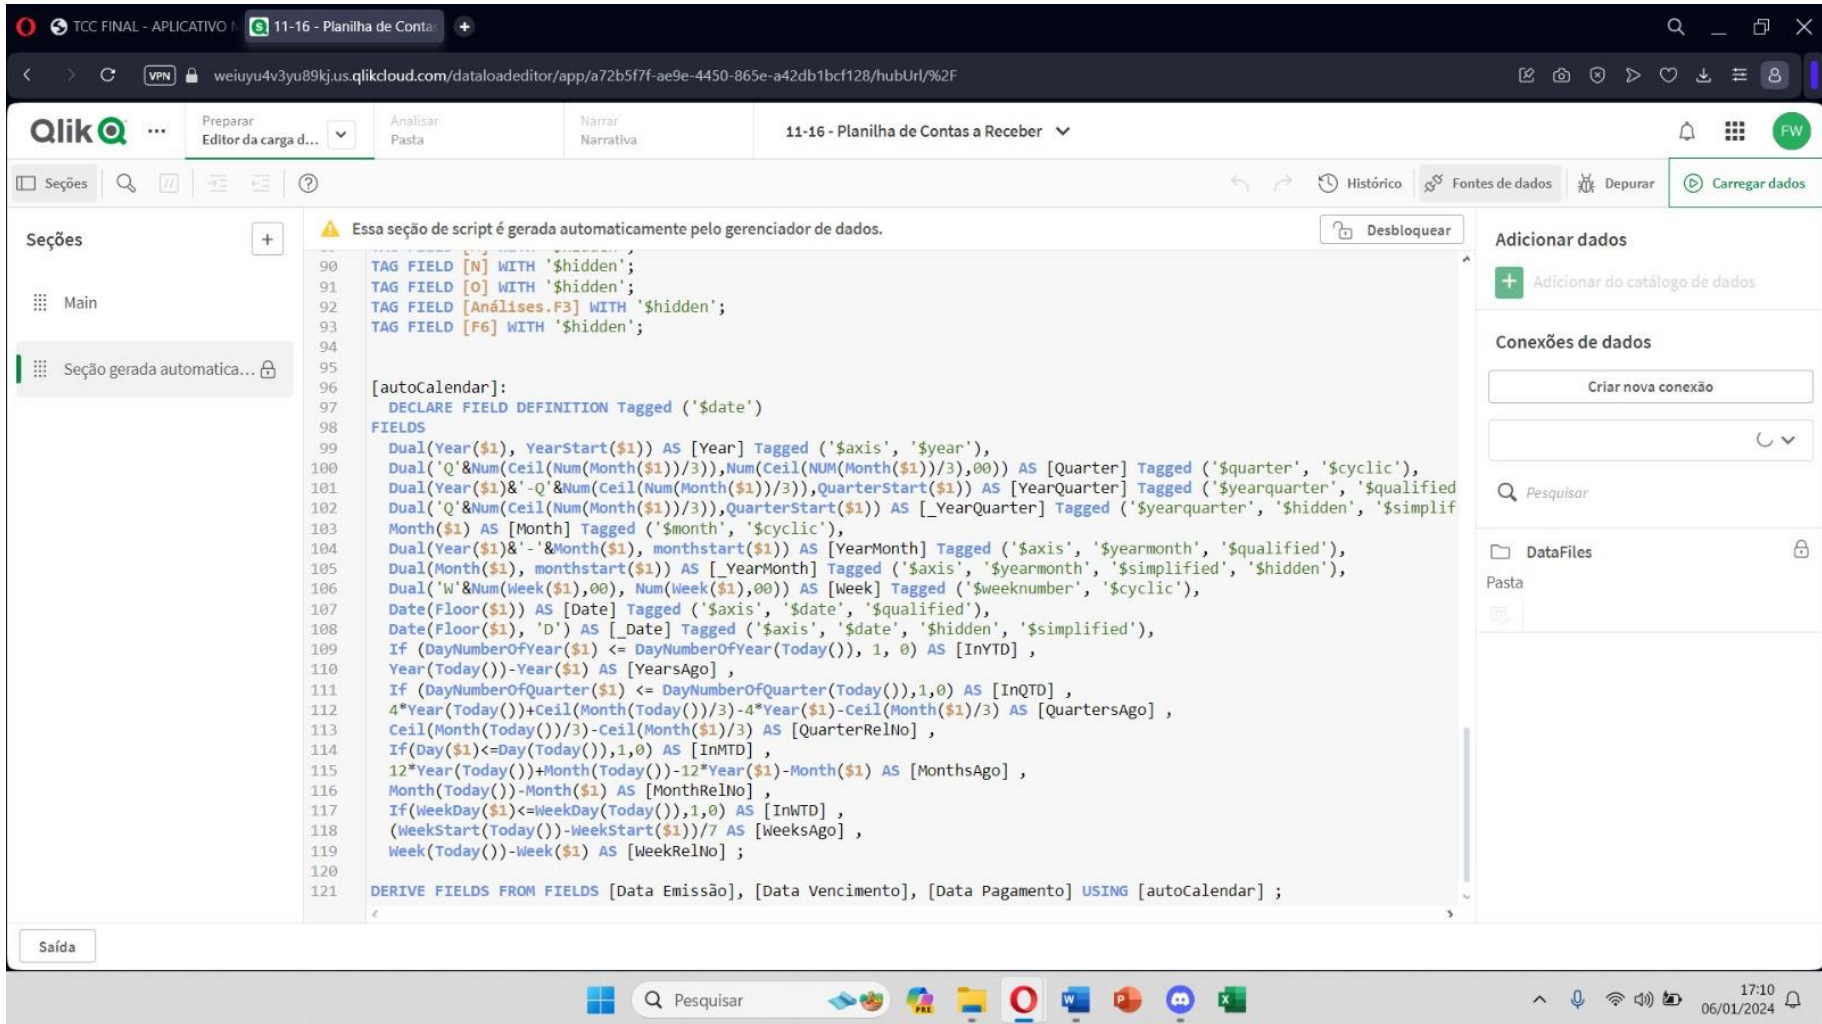 TCC FINAL - APLICATIVO
11-16 - Planilha de Contas
VPN weiuyu4v3yu89kj.us.qlikcloud.com/dataloadeditor/app/a72b5f7f-ae9e-4450-865e-a42db1bcf128/hubUrl/%2F
Qlik
Preparar
Editor da carga d...
Analisar
Pasta
Narrar
Narrativa
11-16 - Planilha de Contas a Receber
FW
Seções
Histórico
Fontes de dados
Depurar
Carregar dados
Seções
Main
Seção gerada automatica...
Essa seção de script é gerada automaticamente pelo gerenciador de dados.
Desbloquear
90 TAG FIELD [N] WITH '$hidden';
91 TAG FIELD [O] WITH '$hidden';
92 TAG FIELD [Análises.F3] WITH '$hidden';
93 TAG FIELD [F6] WITH '$hidden';
94
95
96 [autoCalendar]:
97 DECLARE FIELD DEFINITION Tagged ('$date')
98 FIELDS
99 Dual(Year($1), YearStart($1)) AS [Year] Tagged ('$axis', '$year'),
100 Dual('Q'&Num(Ceil(Num(Month($1))/3)),Num(Ceil(NUM(Month($1))/3),00)) AS [Quarter] Tagged ('$quarter', '$cyclic'),
101 Dual(Year($1)&'-Q'&Num(Ceil(Num(Month($1))/3)),QuarterStart($1)) AS [YearQuarter] Tagged ('$yearquarter', '$qualified
102 Dual('Q'&Num(Ceil(Num(Month($1))/3)),QuarterStart($1)) AS [_YearQuarter] Tagged ('$yearquarter', '$hidden', '$simplif
103 Month($1) AS [Month] Tagged ('$month', '$cyclic'),
104 Dual(Year($1)&'-'&Month($1), monthstart($1)) AS [YearMonth] Tagged ('$axis', '$yearmonth', '$qualified'),
105 Dual(Month($1), monthstart($1)) AS [_YearMonth] Tagged ('$axis', '$yearmonth', '$simplified', '$hidden'),
106 Dual('W'&Num(Week($1),00), Num(Week($1),00)) AS [Week] Tagged ('$weeknumber', '$cyclic'),
107 Date(Floor($1)) AS [Date] Tagged ('$axis', '$date', '$qualified'),
108 Date(Floor($1), 'D') AS [_Date] Tagged ('$axis', '$date', '$hidden', '$simplified'),
109 If (DayNumberOfYear($1) <= DayNumberOfYear(Today()), 1, 0) AS [InYTD] ,
110 Year(Today())-Year($1) AS [YearsAgo] ,
111 If (DayNumberOfQuarter($1) <= DayNumberOfQuarter(Today()),1,0) AS [InQTD] ,
112 4*Year(Today())+Ceil(Month(Today())/3)-4*Year($1)-Ceil(Month($1)/3) AS [QuartersAgo] ,
113 Ceil(Month(Today())/3)-Ceil(Month($1)/3) AS [QuarterRelNo] ,
114 If(Day($1)<=Day(Today()),1,0) AS [InMTD] ,
115 12*Year(Today())+Month(Today())-12*Year($1)-Month($1) AS [MonthsAgo] ,
116 Month(Today())-Month($1) AS [MonthRelNo] ,
117 If(WeekDay($1)<=WeekDay(Today()),1,0) AS [InWTD] ,
118 (WeekStart(Today())-WeekStart($1))/7 AS [WeeksAgo] ,
119 Week(Today())-Week($1) AS [WeekRelNo] ;
120
121 DERIVE FIELDS FROM FIELDS [Data Emissão], [Data Vencimento], [Data Pagamento] USING [autoCalendar] ;
Adicionar dados
Adicionar do catálogo de dados
Conexões de dados
Criar nova conexão
Pesquisar
DataFiles
Pasta
Saída
Pesquisar
PRE
17:10
06/01/2024